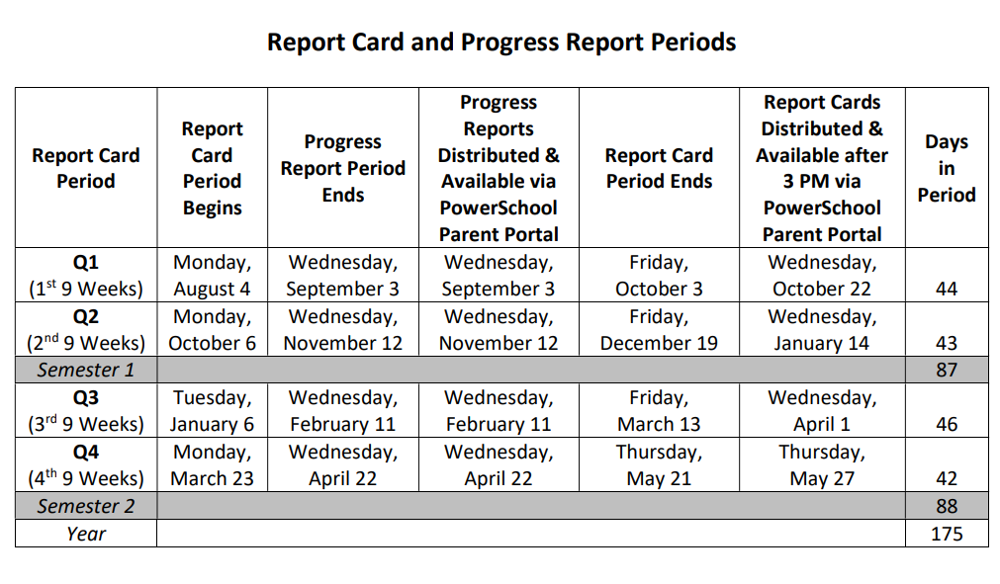 Report Card and Progress Report Periods
Report Card Period | Report Card Period Begins | Progress Report Period Ends | Progress Reports Distributed & Available via PowerSchool Parent Portal | Report Card Period Ends | Report Cards Distributed & Available after 3 PM via PowerSchool Parent Portal | Days in Period
Q1 (1st 9 Weeks) | Monday, August 4 | Wednesday, September 3 | Wednesday, September 3 | Friday, October 3 | Wednesday, October 22 | 44
Q2 (2nd 9 Weeks) | Monday, October 6 | Wednesday, November 12 | Wednesday, November 12 | Friday, December 19 | Wednesday, January 14 | 43
Semester 1 | 87
Q3 (3rd 9 Weeks) | Tuesday, January 6 | Wednesday, February 11 | Wednesday, February 11 | Friday, March 13 | Wednesday, April 1 | 46
Q4 (4th 9 Weeks) | Monday, March 23 | Wednesday, April 22 | Wednesday, April 22 | Thursday, May 21 | Thursday, May 27 | 42
Semester 2 | 88
Year | 175